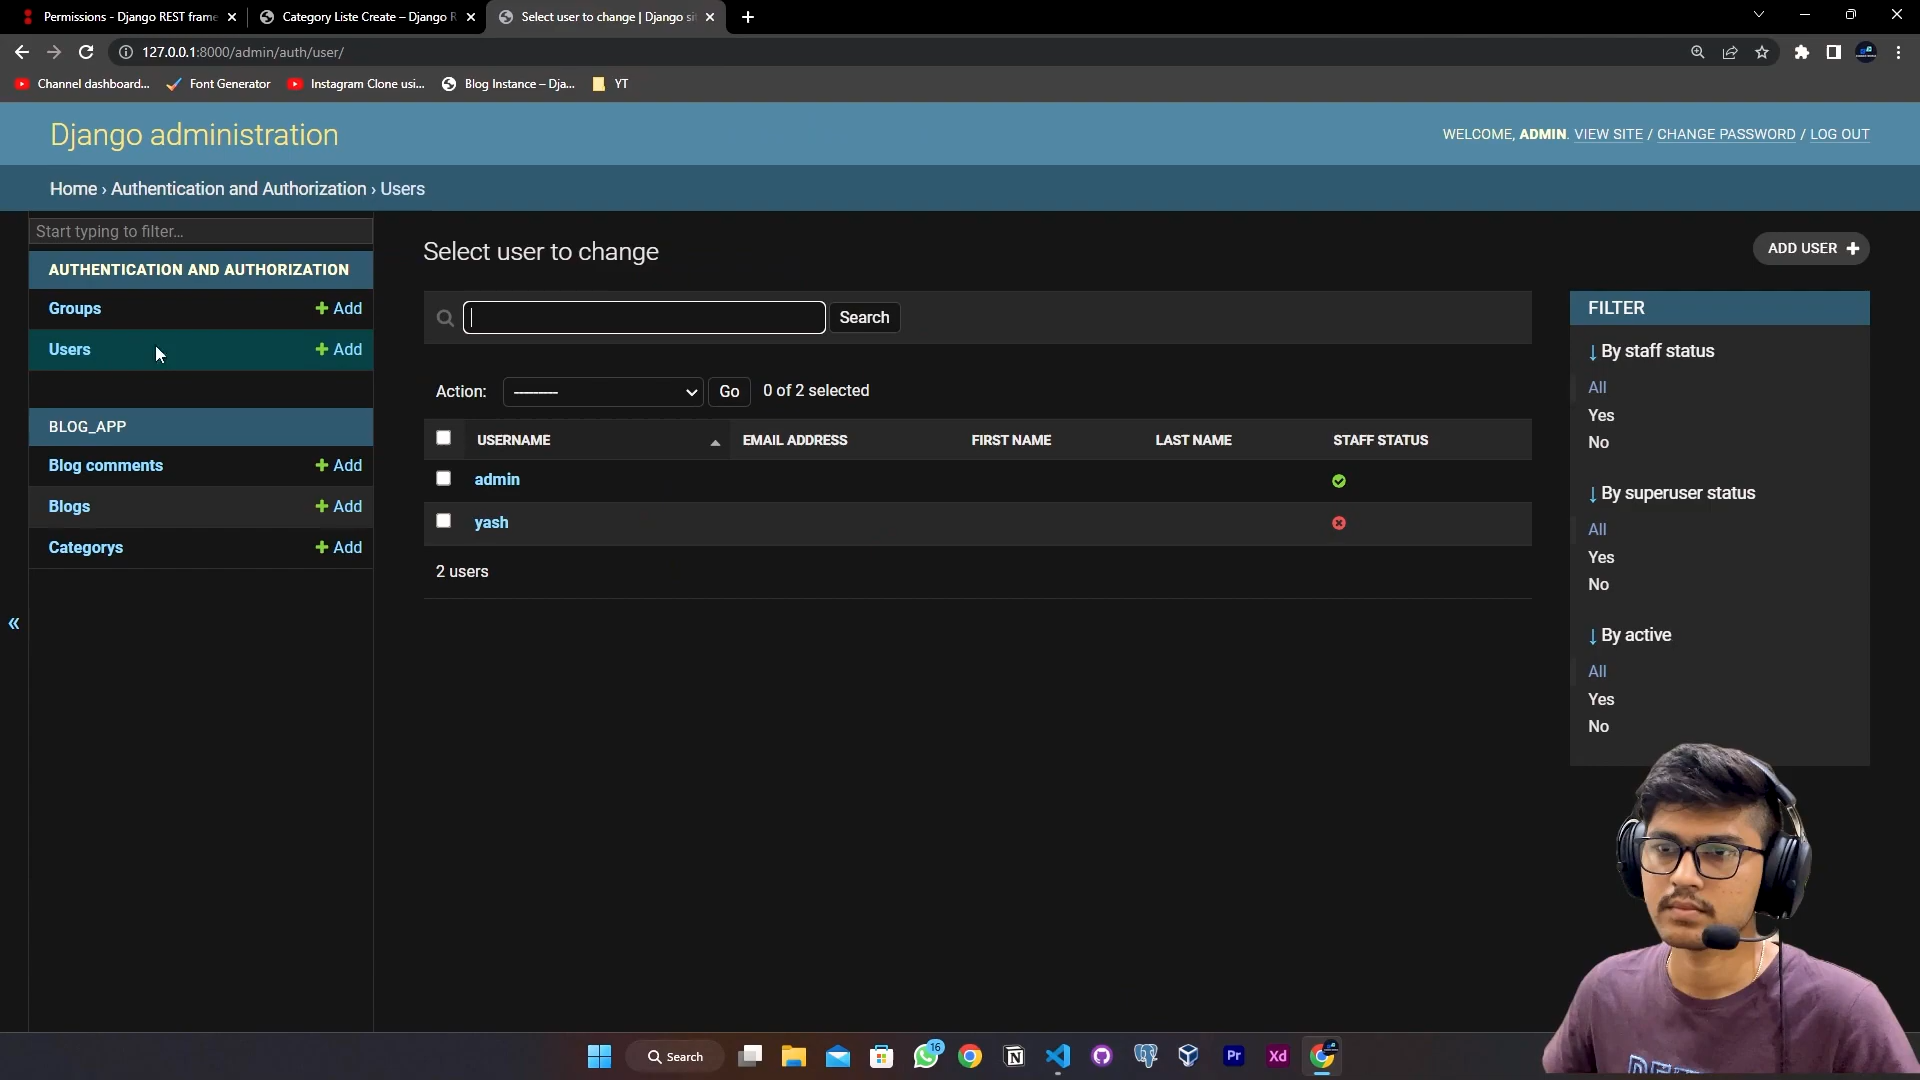 Permissions - Django REST frame
Category Liste Create – Django R
Select user to change | Django si
127.0.0.1:8000/admin/auth/user/
Channel dashboard...
Font Generator
Instagram Clone usi...
Blog Instance – Dja...
YT
Django administration
WELCOME, ADMIN. VIEW SITE / CHANGE PASSWORD / LOG OUT
Home › Authentication and Authorization › Users
Start typing to filter...
AUTHENTICATION AND AUTHORIZATION
Groups
Add
Users
Add
BLOG_APP
Blog comments
Add
Blogs
Add
Categorys
Add
Select user to change
ADD USER
Search
Action:
---------
Go
0 of 2 selected
USERNAME
EMAIL ADDRESS
FIRST NAME
LAST NAME
STAFF STATUS
admin
yash
2 users
FILTER
↓ By staff status
All
Yes
No
↓ By superuser status
All
Yes
No
↓ By active
All
Yes
No
Search
16
Pr
Xd